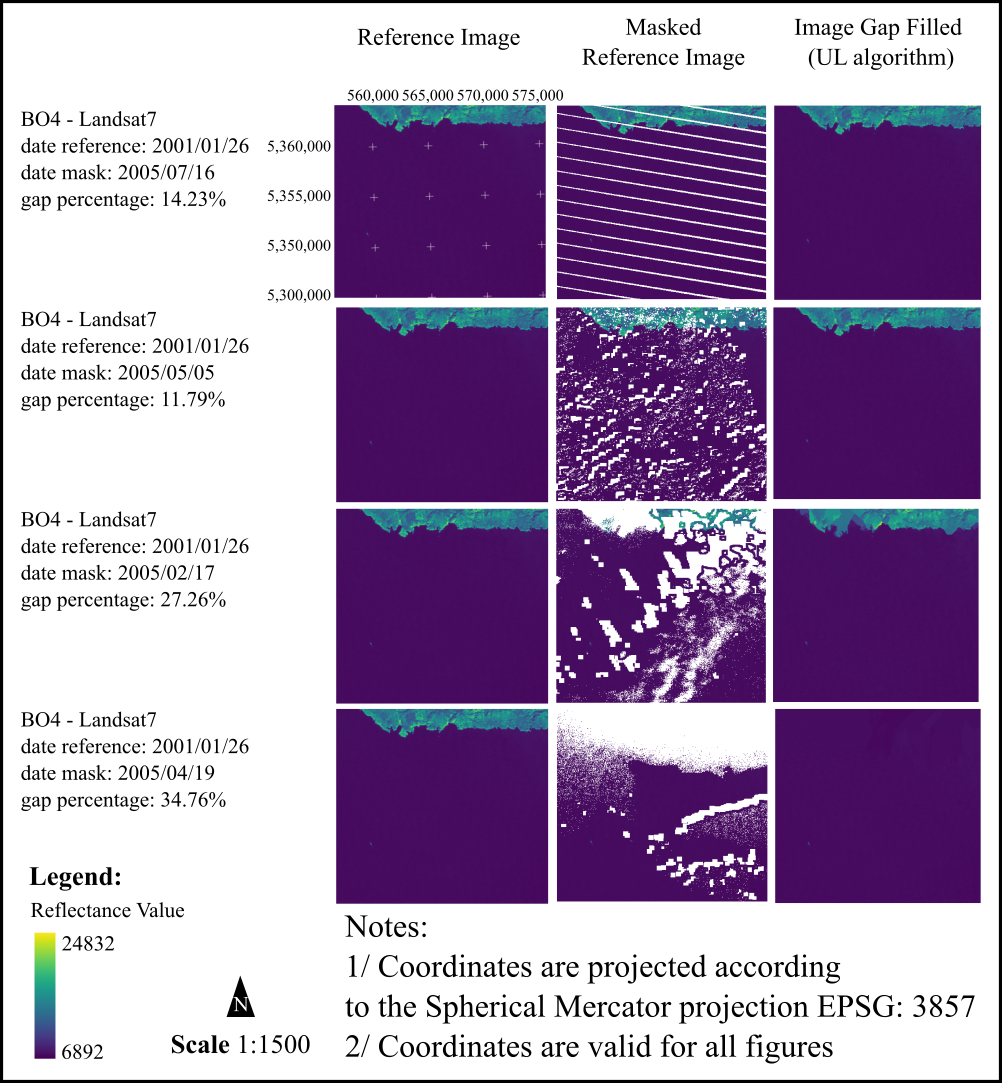 Reference Image
Masked
Reference Image
Image Gap Filled
(UL algorithm)
560,000 565,000 570,000 575,000
BO4 - Landsat7
date reference: 2001/01/26
date mask: 2005/07/16
gap percentage: 14.23%
5,360,000
5,355,000
5,350,000
5,300,000
BO4 - Landsat7
date reference: 2001/01/26
date mask: 2005/05/05
gap percentage: 11.79%
BO4 - Landsat7
date reference: 2001/01/26
date mask: 2005/02/17
gap percentage: 27.26%
BO4 - Landsat7
date reference: 2001/01/26
date mask: 2005/04/19
gap percentage: 34.76%
Legend:
Reflectance Value
24832
6892
N
Scale 1:1500
Notes:
1/ Coordinates are projected according
to the Spherical Mercator projection EPSG: 3857
2/ Coordinates are valid for all figures